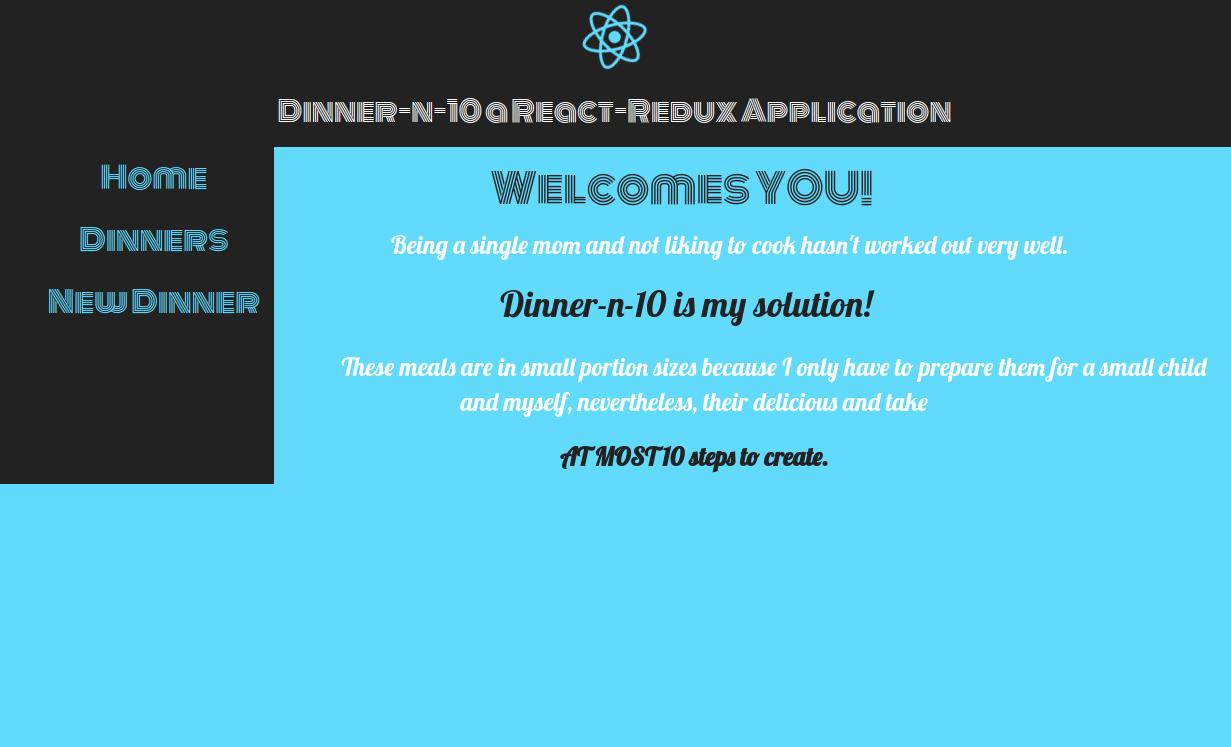 Dinner-n-10 a React-Redux Application
Home
Dinners
New Dinner
Welcomes YOU!
Being a single mom and not liking to cook hasn't worked out very well.
Dinner-n-10 is my solution!
These meals are in small portion sizes because I only have to prepare them for a small child
and myself, nevertheless, their delicious and take
AT MOST 10 steps to create.